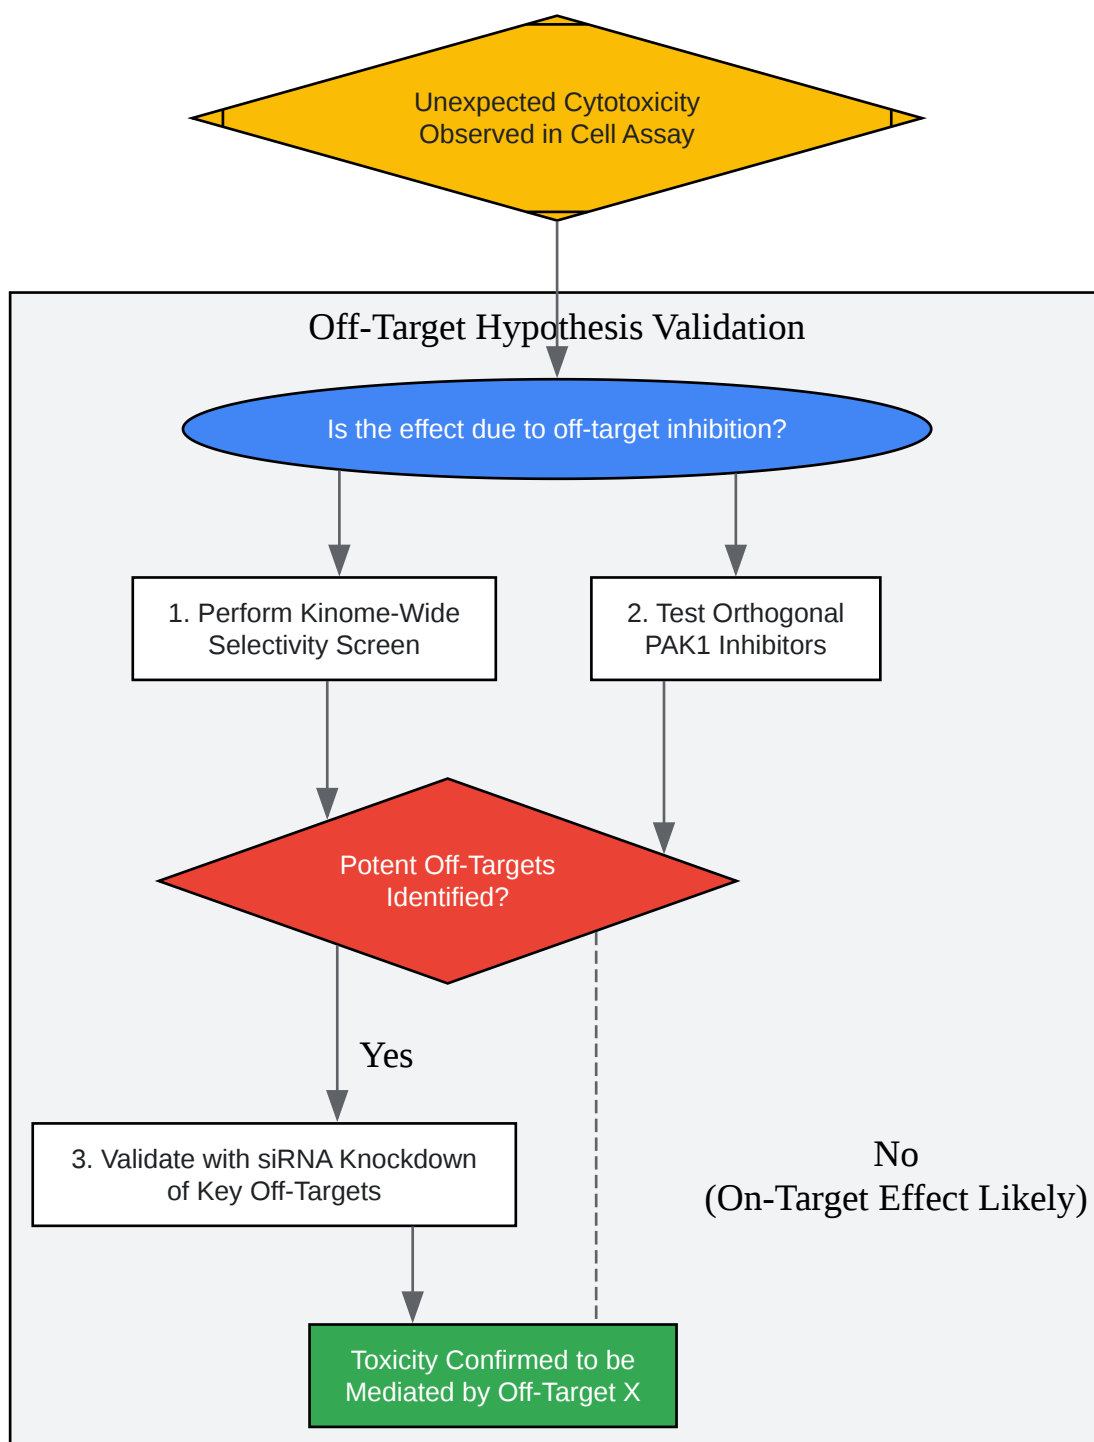 Unexpected Cytotoxicity
Observed in Cell Assay
Off-Target Hypothesis Validation
Is the effect due to off-target inhibition?
1. Perform Kinome-Wide
Selectivity Screen
2. Test Orthogonal
PAK1 Inhibitors
Potent Off-Targets
Identified?
Yes
3. Validate with siRNA Knockdown
of Key Off-Targets
No
(On-Target Effect Likely)
Toxicity Confirmed to be
Mediated by Off-Target X